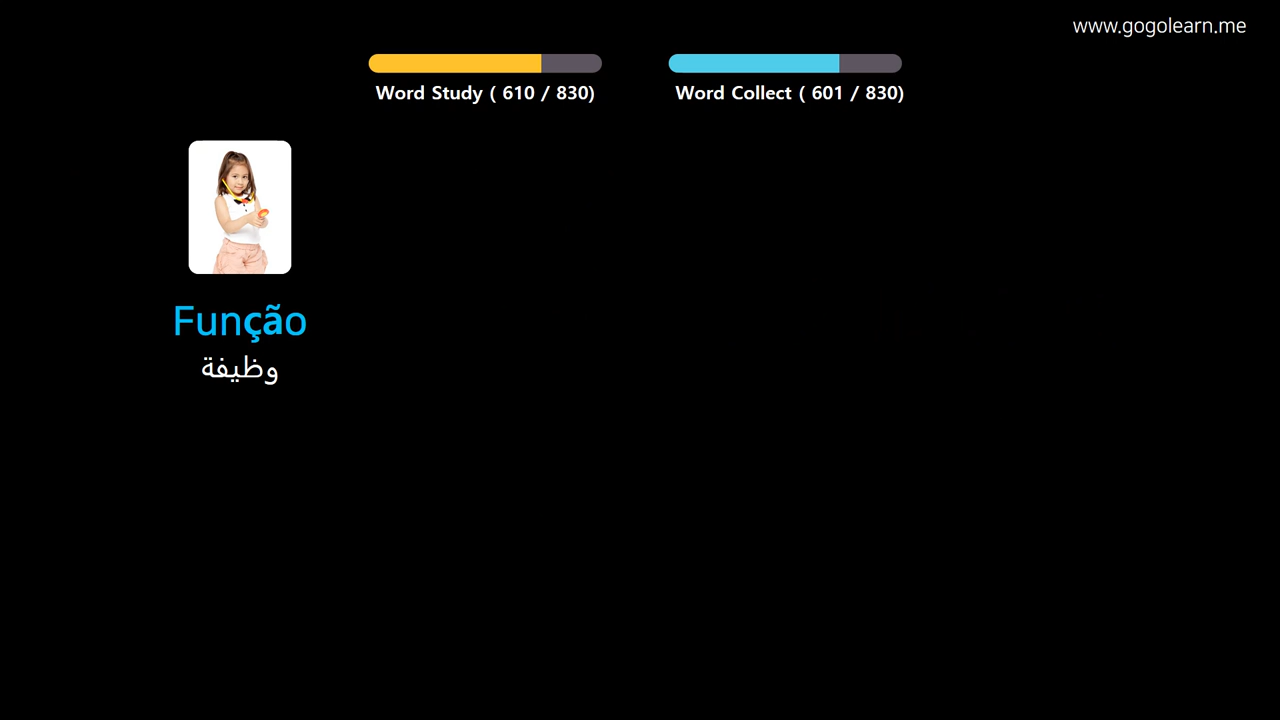 www.gogolearn.me
Word Study ( 610 / 830)
Word Collect ( 601 / 830)
Função
وظيفة